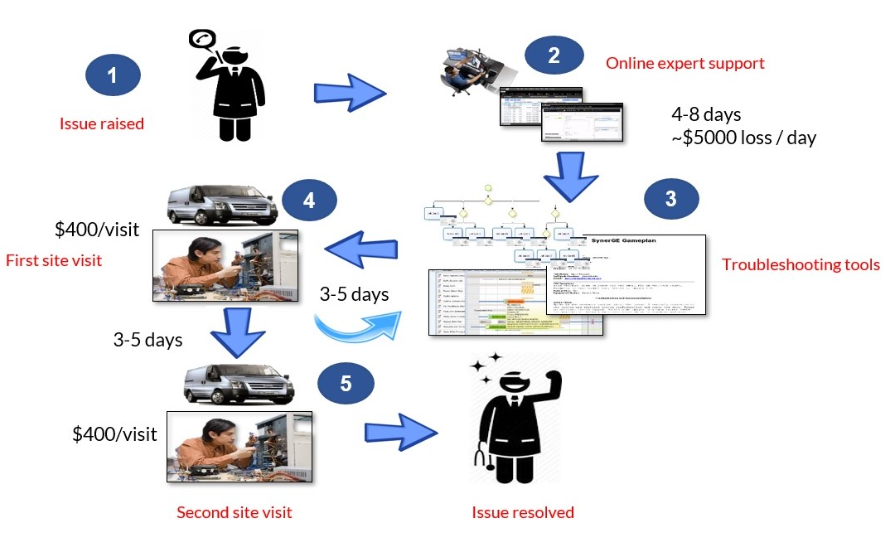 1
Issue raised
2
Online expert support
4-8 days
~$5000 loss / day
3
SynerGE Gameplan
Troubleshooting tools
4
$400/visit
First site visit
3-5 days
3-5 days
5
$400/visit
Second site visit
Issue resolved